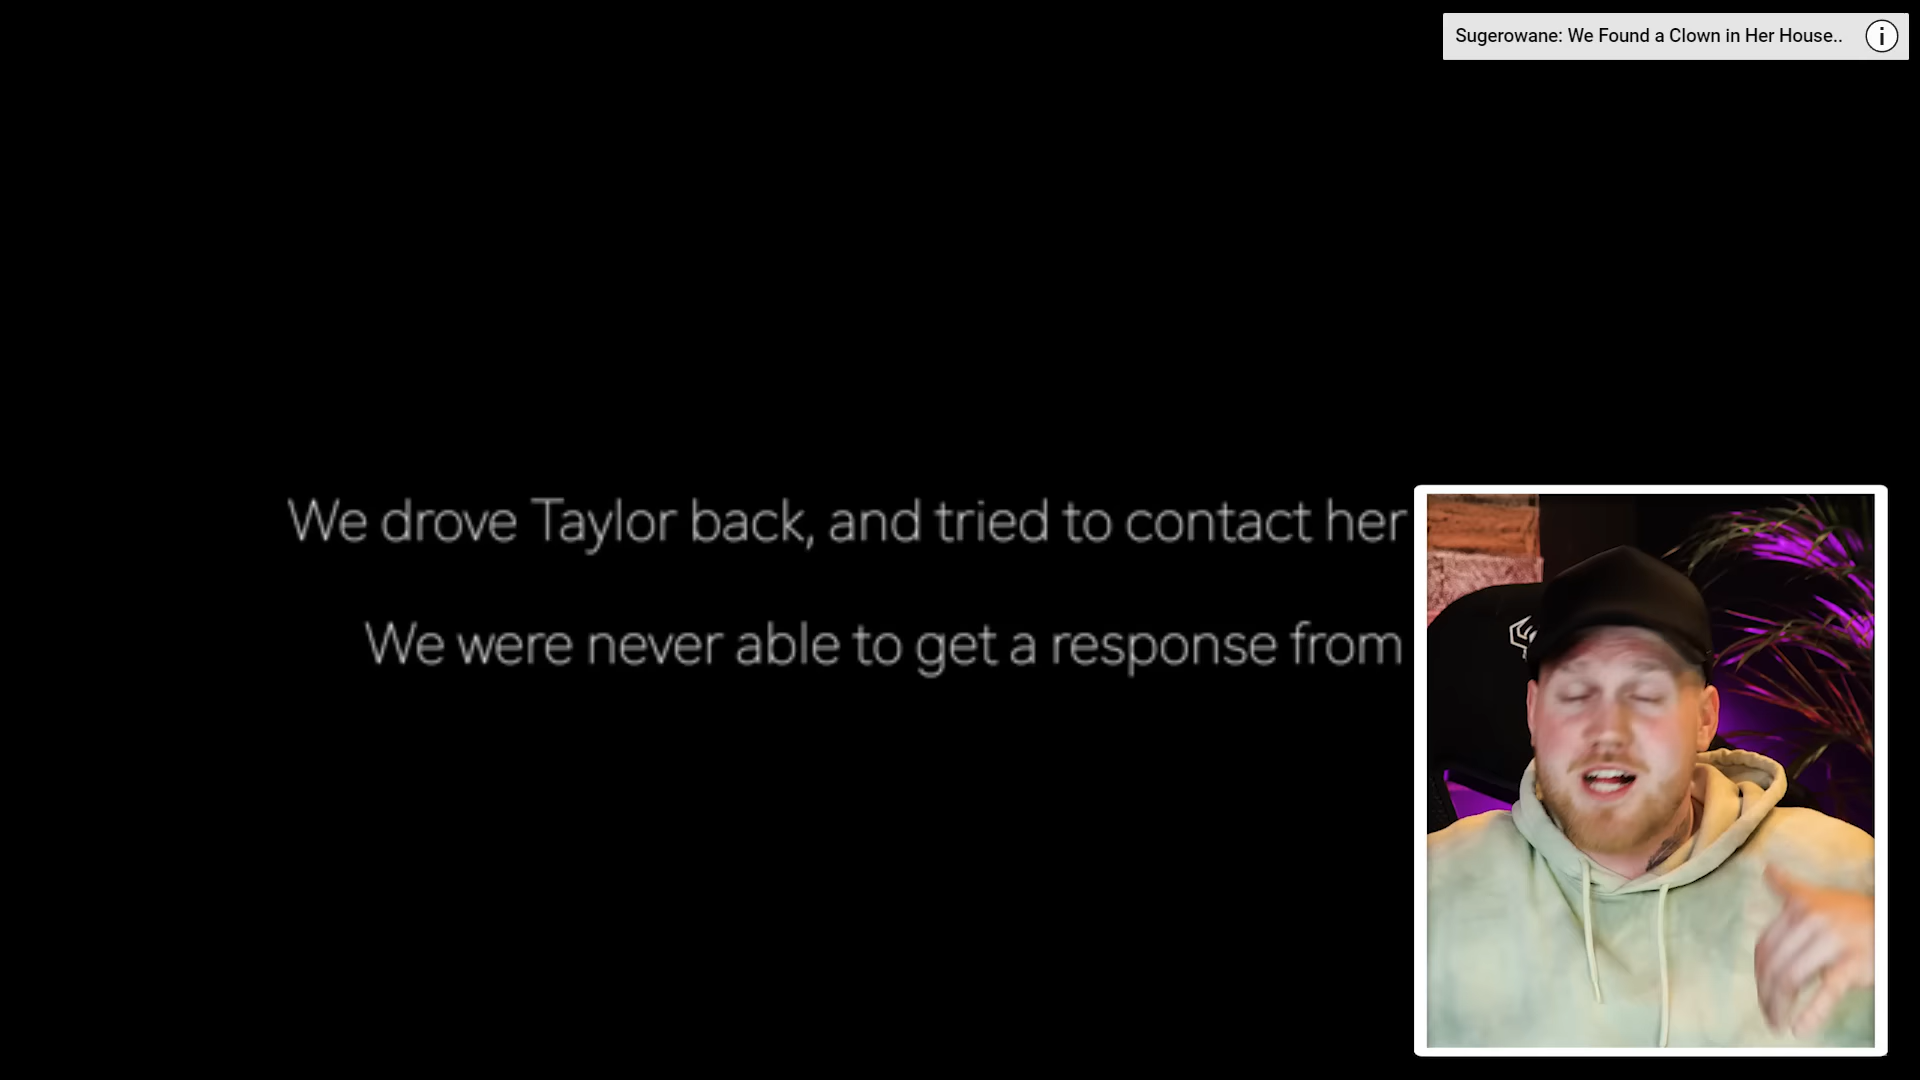 Sugerowane: We Found a Clown in Her House..
We drove Taylor back, and tried to contact her
We were never able to get a response from